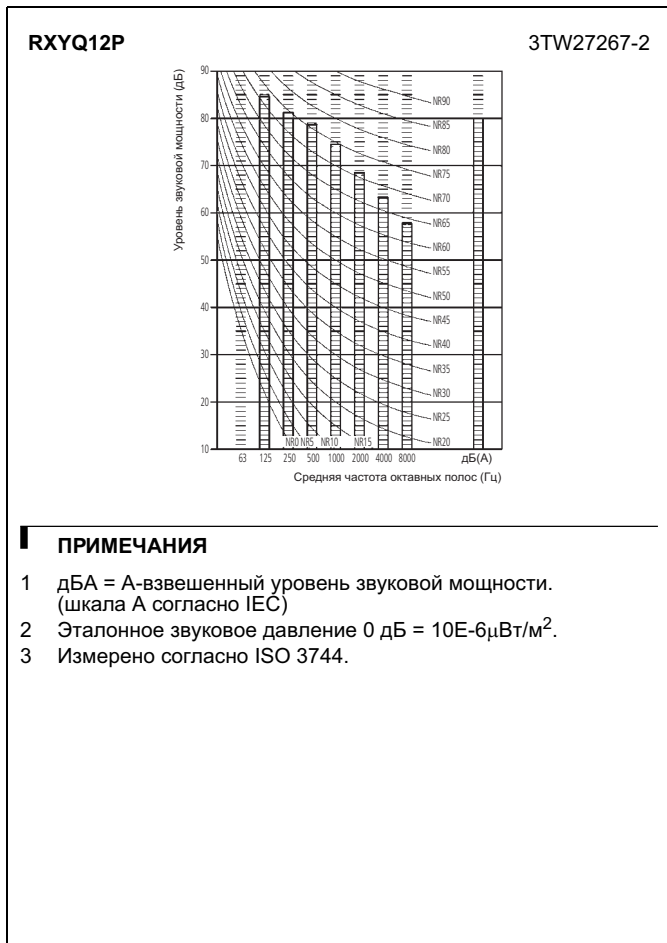 RXYQ12P 3TW27267-2
Уровень звуковой мощности (дБ)
90
80
70
60
50
40
30
20
10
NR90
NR85
NR80
NR75
NR70
NR65
NR60
NR55
NR50
NR45
NR40
NR35
NR30
NR25
NR20
NR0 NR5 NR10 NR15
63 125 250 500 1000 2000 4000 8000 дБ(А)
Средняя частота октавных полос (Гц)
ПРИМЕЧАНИЯ
1 дБА = А-взвешенный уровень звуковой мощности.
(шкала А согласно IEC)
2 Эталонное звуковое давление 0 дБ = 10E-6μВт/м².
3 Измерено согласно ISO 3744.